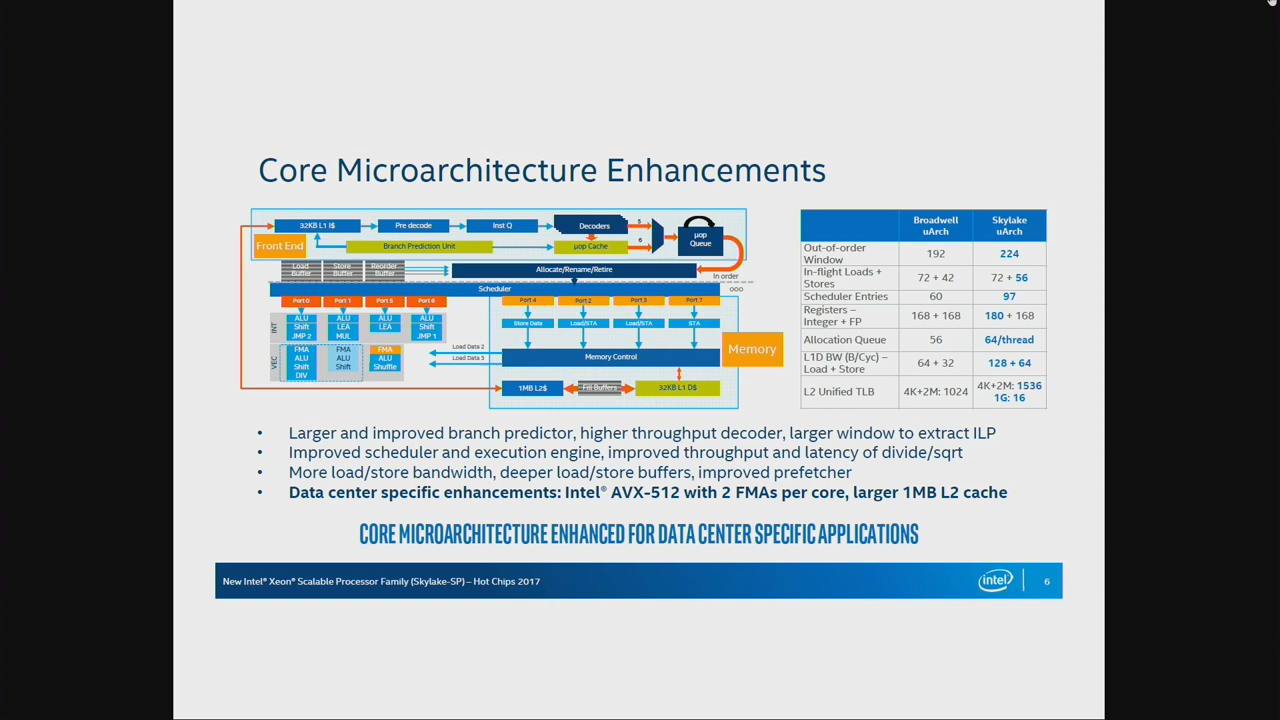 Core Microarchitecture Enhancements
32KB L1 I$
Pre decode
Inst Q
Decoders
5
μop Queue
Front End
Branch Prediction Unit
μop Cache
6
Load Buffer
Store Buffer
Reorder Buffer
Allocate/Rename/Retire
In order
Scheduler
OOO
Port 0
Port 1
Port 5
Port 6
Port 4
Port 2
Port 3
Port 7
INT
ALU
Shift
JMP 2
ALU
LEA
MUL
ALU
LEA
ALU
Shift
JMP 1
Store Data
Load/STA
Load/STA
STA
VEC
FMA
ALU
Shift
DIV
FMA
ALU
Shift
FMA
ALU
Shuffle
Load Data 2
Load Data 3
Memory Control
Memory
1MB L2$
Fill Buffers
32KB L1 D$
Broadwell uArch
Skylake uArch
Out-of-order Window
192
224
In-flight Loads + Stores
72 + 42
72 + 56
Scheduler Entries
60
97
Registers – Integer + FP
168 + 168
180 + 168
Allocation Queue
56
64/thread
L1D BW (B/Cyc) – Load + Store
64 + 32
128 + 64
L2 Unified TLB
4K+2M: 1024
4K+2M: 1536
1G: 16
• Larger and improved branch predictor, higher throughput decoder, larger window to extract ILP
• Improved scheduler and execution engine, improved throughput and latency of divide/sqrt
• More load/store bandwidth, deeper load/store buffers, improved prefetcher
• Data center specific enhancements: Intel® AVX-512 with 2 FMAs per core, larger 1MB L2 cache
CORE MICROARCHITECTURE ENHANCED FOR DATA CENTER SPECIFIC APPLICATIONS
New Intel® Xeon® Scalable Processor Family (Skylake-SP) – Hot Chips 2017
intel
6